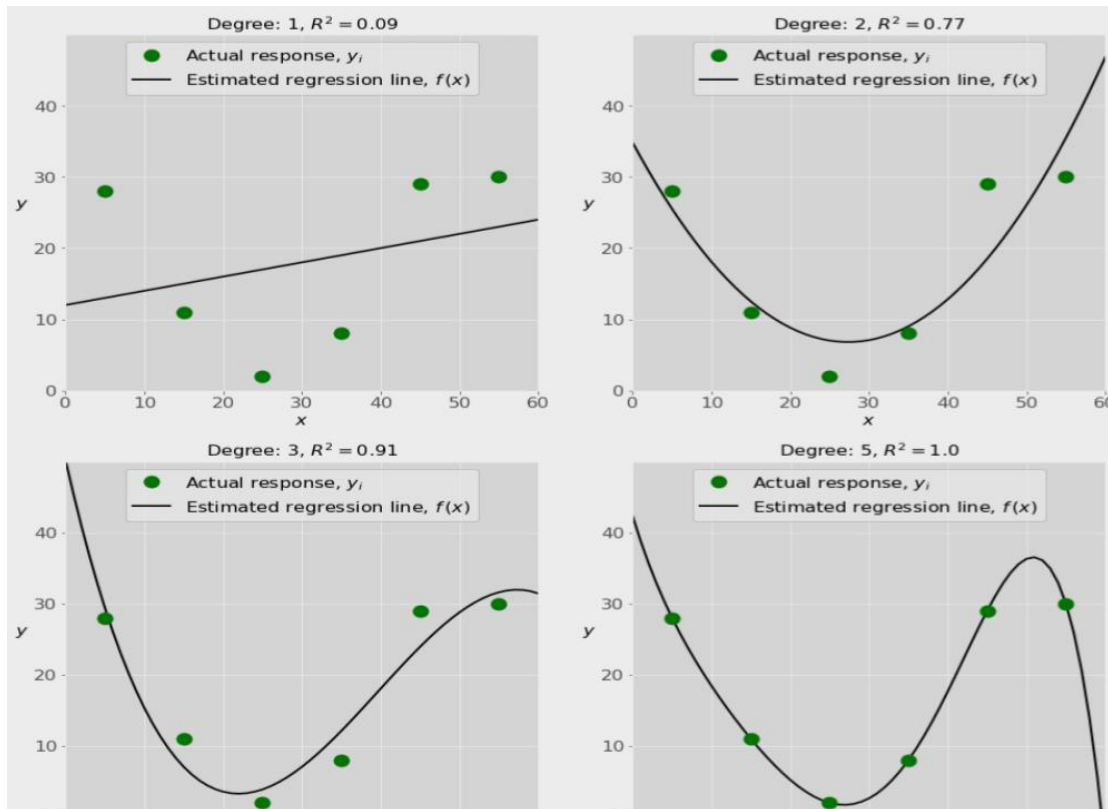 Degree: 1, R² = 0.09
Actual response, yᵢ
Estimated regression line, f(x)
40
30
y
20
10
0
0 10 20 30 40 50 60
x
Degree: 2, R² = 0.77
Actual response, yᵢ
Estimated regression line, f(x)
40
30
y
20
10
0
0 10 20 30 40 50 60
x
Degree: 3, R² = 0.91
Actual response, yᵢ
Estimated regression line, f(x)
40
30
y
20
10
Degree: 5, R² = 1.0
Actual response, yᵢ
Estimated regression line, f(x)
40
30
y
20
10